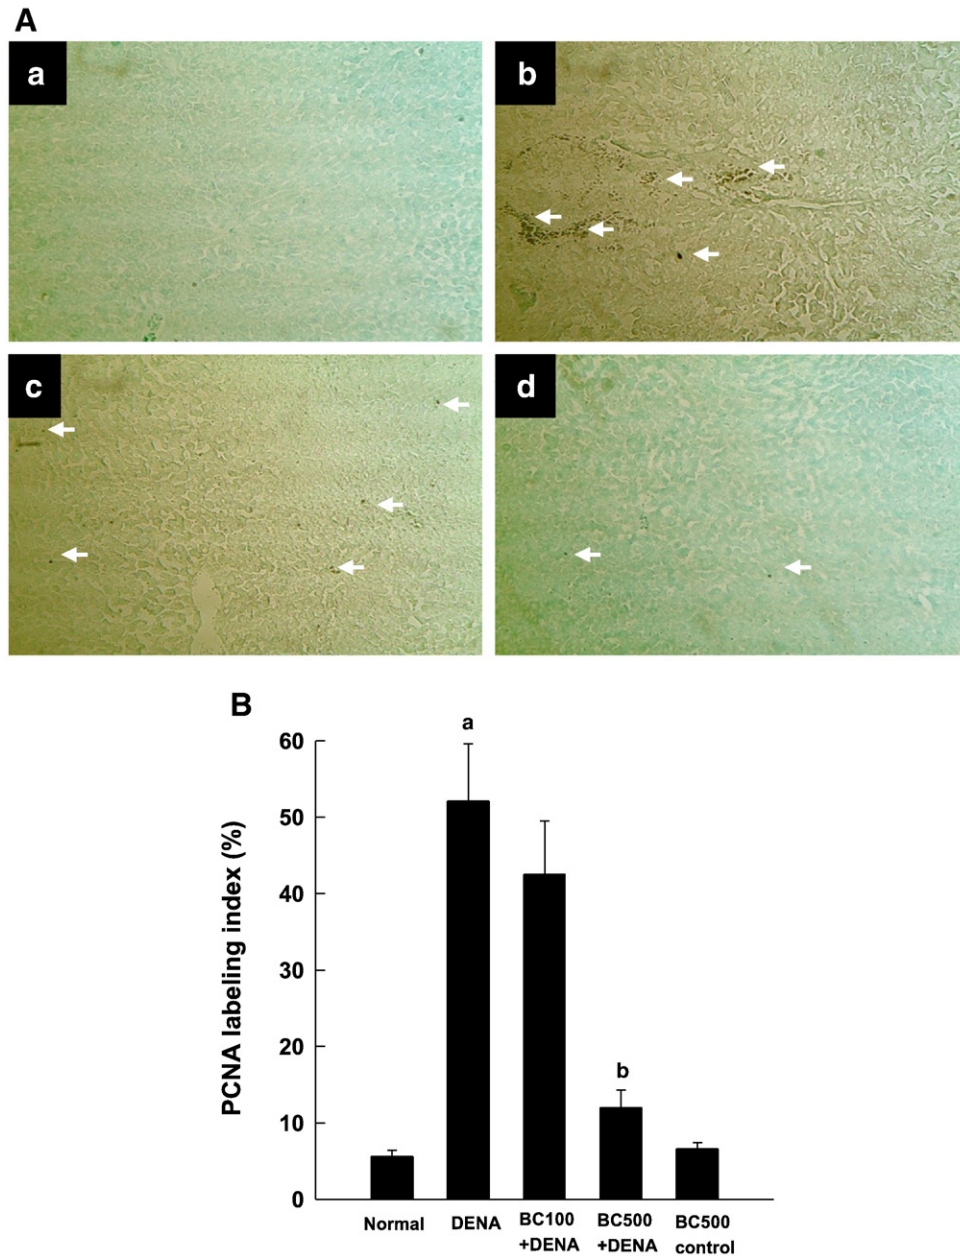 A
a
b
c
d
B
PCNA labeling index (%)
60
50
40
30
20
10
0
a
b
Normal
DENA
BC100
+DENA
BC500
+DENA
BC500
control